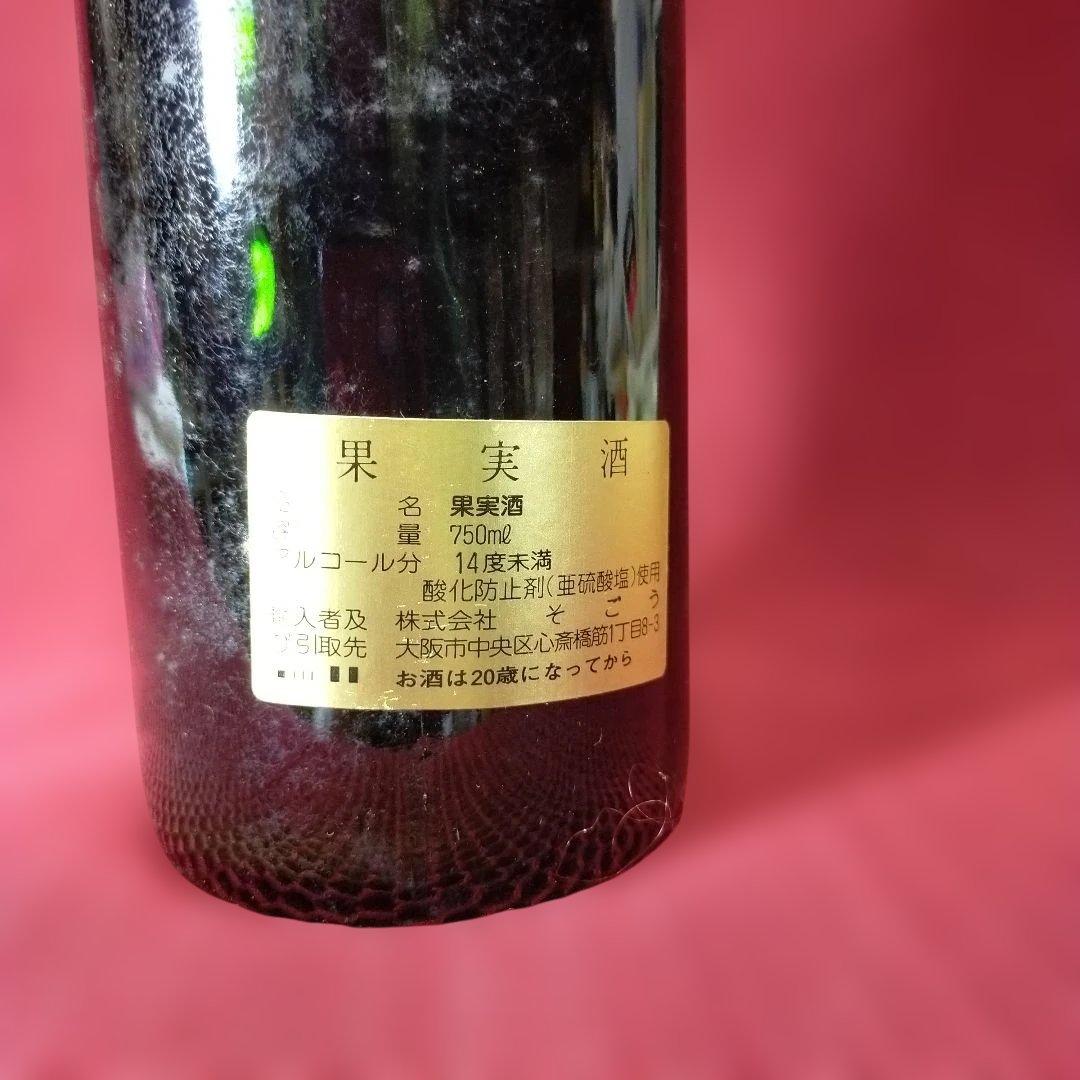 果実酒
名 果実酒
量 750ml
アルコール分 14度未満
酸化防止剤(亜硫酸塩)使用
輸入者及 株式会社 そごう
び引取先 大阪市中央区心斎橋筋1丁目8-3
お酒は20歳になってから